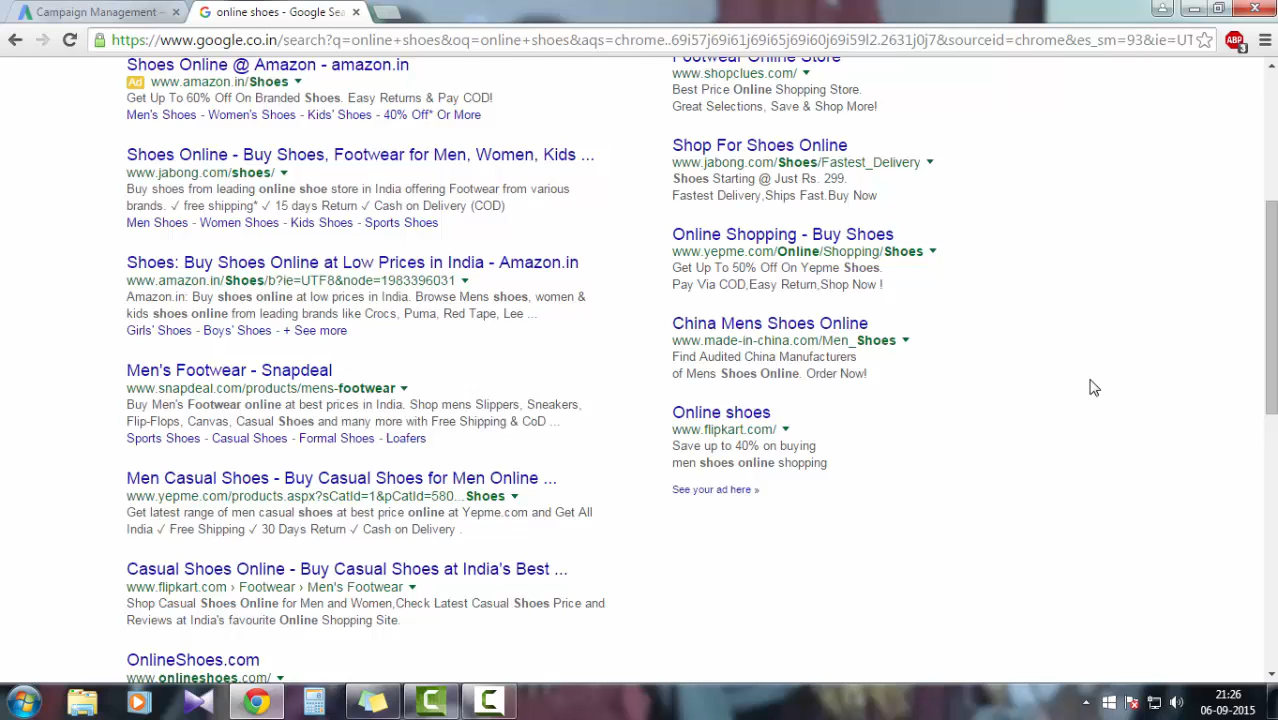 Campaign Management –
online shoes - Google Sea
https://www.google.co.in/search?q=online+shoes&oq=online+shoes&aqs=chrome..69i57j69i61j69i65j69i60j69i59l2.2631j0j7&sourceid=chrome&es_sm=93&ie=UT
ABP
3
Shoes Online @ Amazon - amazon.in
Ad www.amazon.in/Shoes
Get Up To 60% Off On Branded Shoes. Easy Returns & Pay COD!
Men's Shoes - Women's Shoes - Kids' Shoes - 40% Off* Or More
Shoes Online - Buy Shoes, Footwear for Men, Women, Kids ...
www.jabong.com/shoes/
Buy shoes from leading online shoe store in India offering Footwear from various
brands. ✓ free shipping* ✓ 15 days Return ✓ Cash on Delivery (COD)
Men Shoes - Women Shoes - Kids Shoes - Sports Shoes
Shoes: Buy Shoes Online at Low Prices in India - Amazon.in
www.amazon.in/Shoes/b?ie=UTF8&node=1983396031
Amazon.in: Buy shoes online at low prices in India. Browse Mens shoes, women &
kids shoes online from leading brands like Crocs, Puma, Red Tape, Lee ...
Girls' Shoes - Boys' Shoes - + See more
Men's Footwear - Snapdeal
www.snapdeal.com/products/mens-footwear
Buy Men's Footwear online at best prices in India. Shop mens Slippers, Sneakers,
Flip-Flops, Canvas, Casual Shoes and many more with Free Shipping & CoD ...
Sports Shoes - Casual Shoes - Formal Shoes - Loafers
Men Casual Shoes - Buy Casual Shoes for Men Online ...
www.yepme.com/products.aspx?sCatId=1&pCatId=580...Shoes
Get latest range of men casual shoes at best price online at Yepme.com and Get All
India ✓ Free Shipping ✓ 30 Days Return ✓ Cash on Delivery .
Casual Shoes Online - Buy Casual Shoes at India's Best ...
www.flipkart.com › Footwear › Men's Footwear
Shop Casual Shoes Online for Men and Women,Check Latest Casual Shoes Price and
Reviews at India's favourite Online Shopping Site.
OnlineShoes.com
www.onlineshoes.com/
Footwear Online Store
www.shopclues.com/
Best Price Online Shopping Store.
Great Selections, Save & Shop More!
Shop For Shoes Online
www.jabong.com/Shoes/Fastest_Delivery
Shoes Starting @ Just Rs. 299.
Fastest Delivery,Ships Fast.Buy Now
Online Shopping - Buy Shoes
www.yepme.com/Online/Shopping/Shoes
Get Up To 50% Off On Yepme Shoes.
Pay Via COD,Easy Return,Shop Now !
China Mens Shoes Online
www.made-in-china.com/Men_Shoes
Find Audited China Manufacturers
of Mens Shoes Online. Order Now!
Online shoes
www.flipkart.com/
Save up to 40% on buying
men shoes online shopping
See your ad here »
21:26
06-09-2015